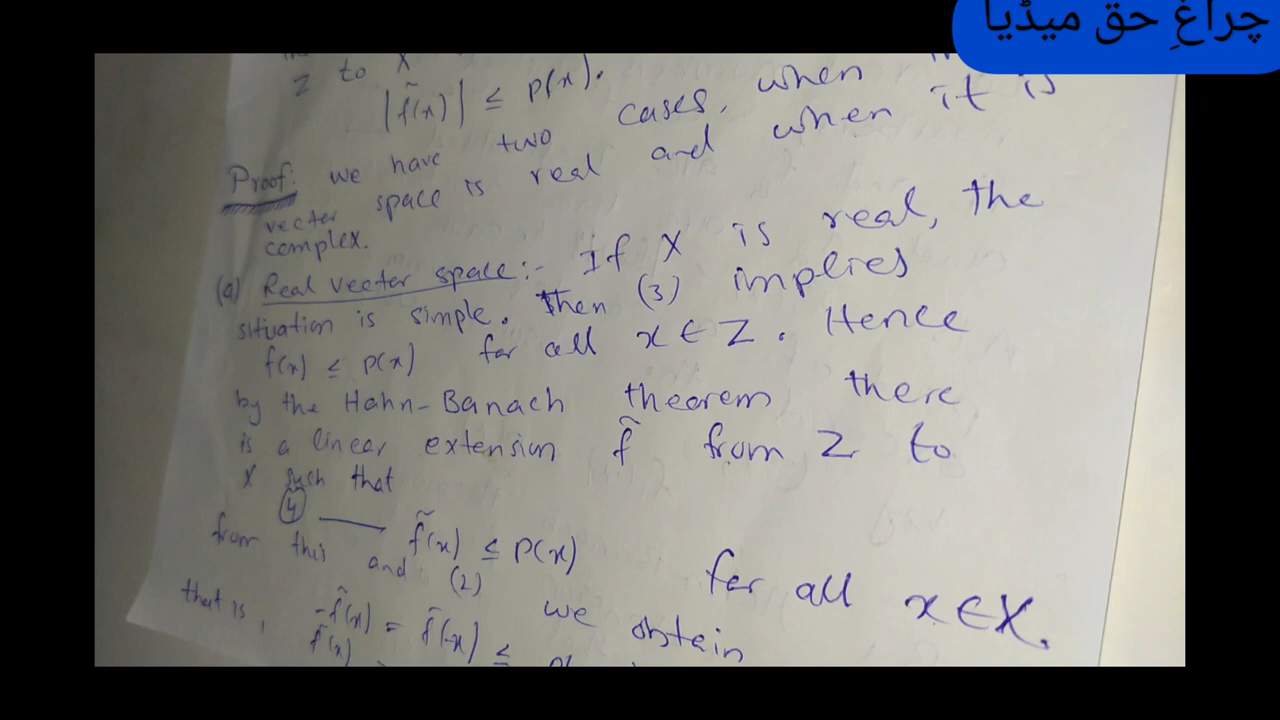 چراغِ حق میڈیا
Z to X
|f̃(x)| ≤ p(x).
Proof: we have two cases, when
vector space is real and when it is
complex.
(a) Real vector space:- If X is real, the
situation is simple. Then (3) implies
f(x) ≤ p(x) for all x ∈ Z. Hence
by the Hahn-Banach theorem there
is a linear extension f̃ from Z to
X such that
(4) — f̃(x) ≤ p(x) for all x ∈ X.
from this and (2) we obtain
that is, -f̃(x) = f̃(-x) ≤
f̃(x)